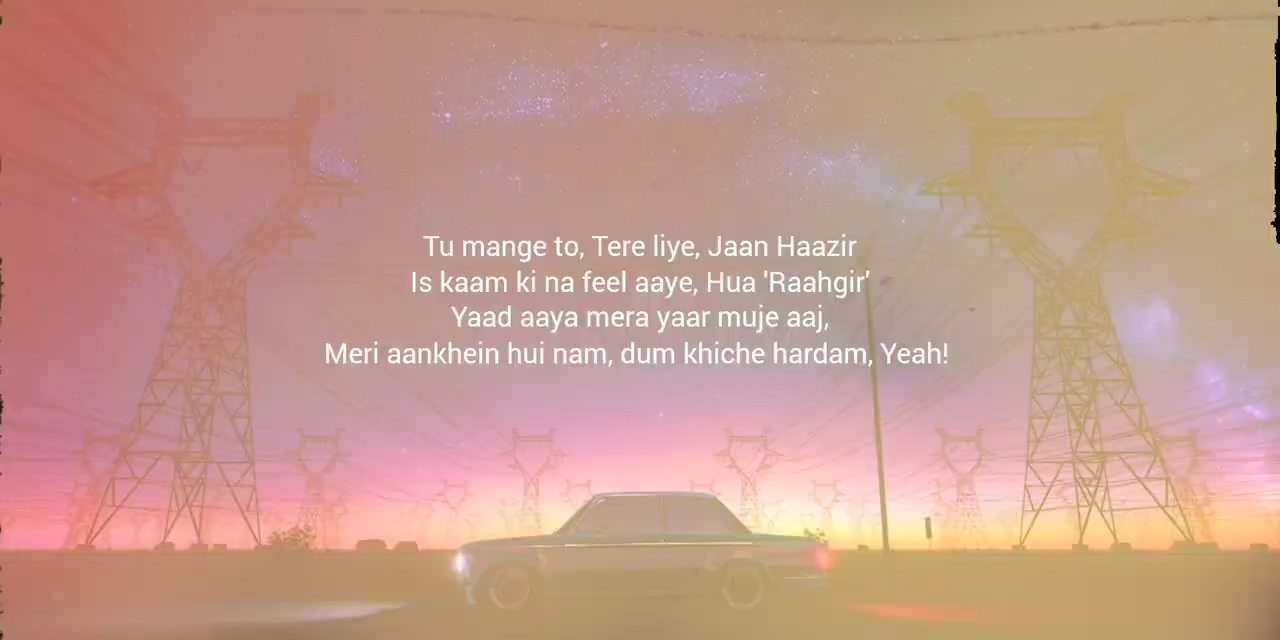 Tu mange to, Tere liye, Jaan Haazir
Is kaam ki na feel aaye, Hua 'Raahgir'
Yaad aaya mera yaar muje aaj,
Meri aankhein hui nam, dum khiche hardam, Yeah!